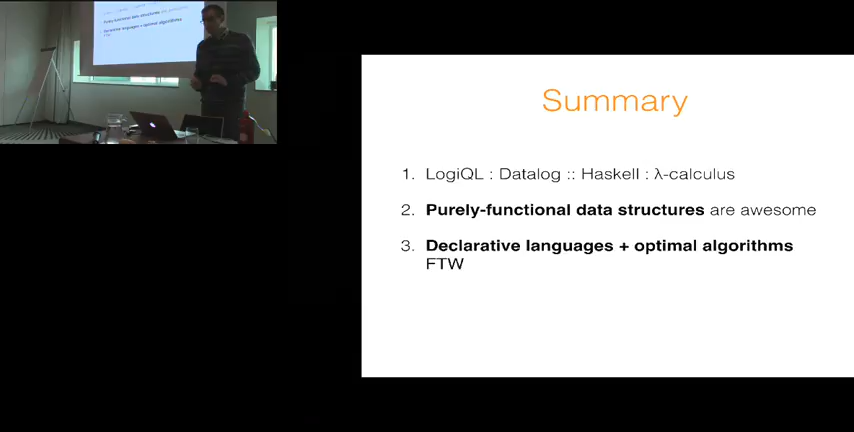 Summary
1. LogiQL : Datalog :: Haskell : λ-calculus
2. Purely-functional data structures are awesome
3. Declarative languages + optimal algorithms
FTW